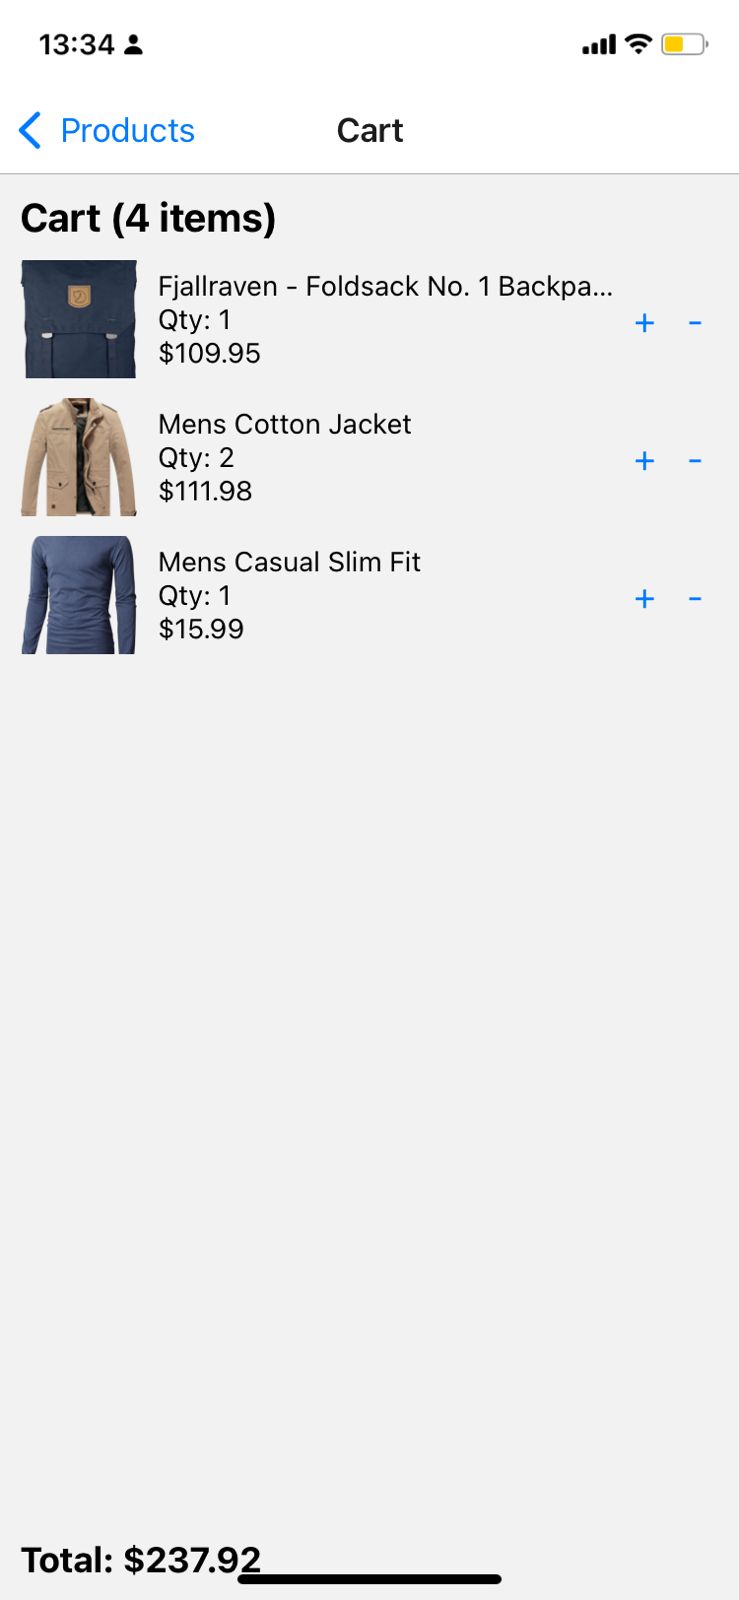 13:34
Products
Cart
Cart (4 items)
Fjallraven - Foldsack No. 1 Backpa...
Qty: 1
$109.95
+ -
Mens Cotton Jacket
Qty: 2
$111.98
+ -
Mens Casual Slim Fit
Qty: 1
$15.99
+ -
Total: $237.92